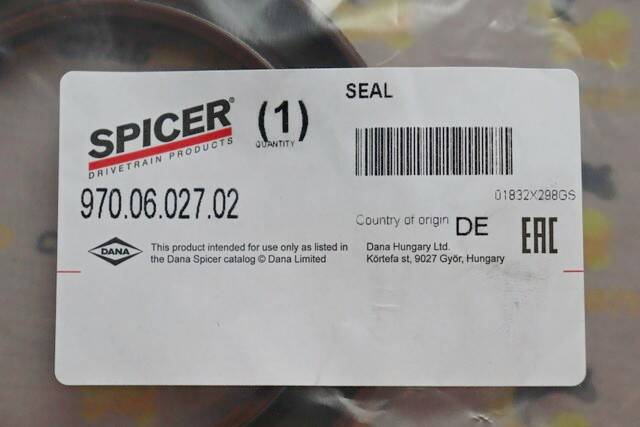 SEAL
SPICER®
DRIVETRAIN PRODUCTS
(1)
QUANTITY
970.06.027.02
01832X298GS
Country of origin DE
EAC
DANA
This product intended for use only as listed in
the Dana Spicer catalog © Dana Limited
Dana Hungary Ltd.
Körtefa st, 9027 Győr, Hungary